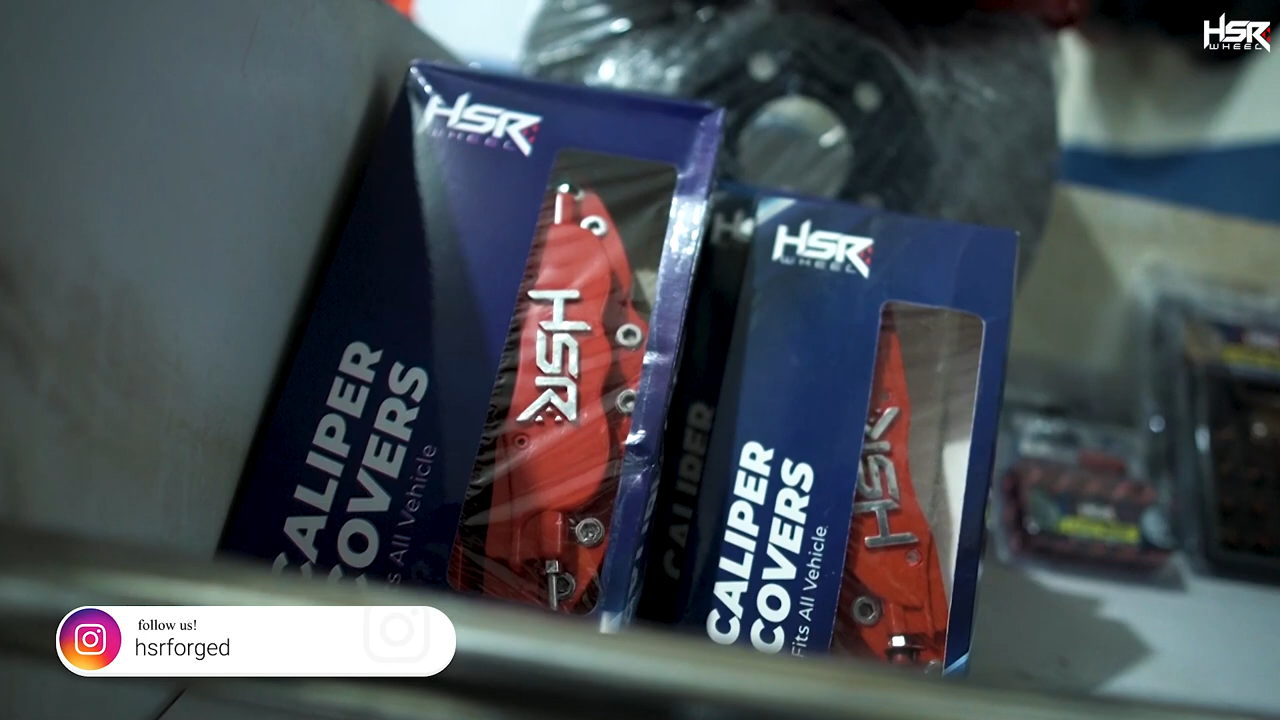 HSR
WHEEL
HSR
WHEEL
HSR
CALIPER
COVERS
s All Vehicle
CALIPER
HSR
WHEEL
HSR
CALIPER
COVERS
Fits All Vehicle
follow us!
hsrforged